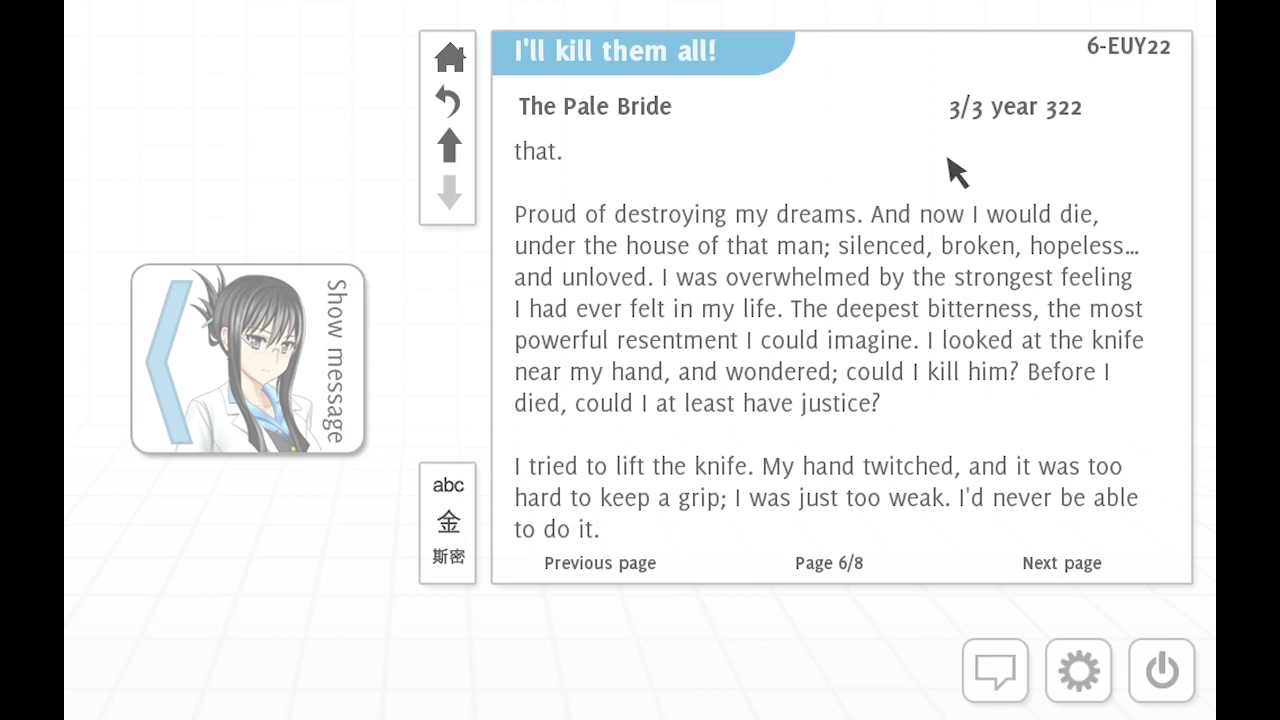 I'll kill them all!
6-EUY22
The Pale Bride
3/3 year 322
that.
Proud of destroying my dreams. And now I would die,
under the house of that man; silenced, broken, hopeless…
and unloved. I was overwhelmed by the strongest feeling
I had ever felt in my life. The deepest bitterness, the most
powerful resentment I could imagine. I looked at the knife
near my hand, and wondered; could I kill him? Before I
died, could I at least have justice?
I tried to lift the knife. My hand twitched, and it was too
hard to keep a grip; I was just too weak. I'd never be able
to do it.
Previous page
Page 6/8
Next page
Show message
abc
金
斯密